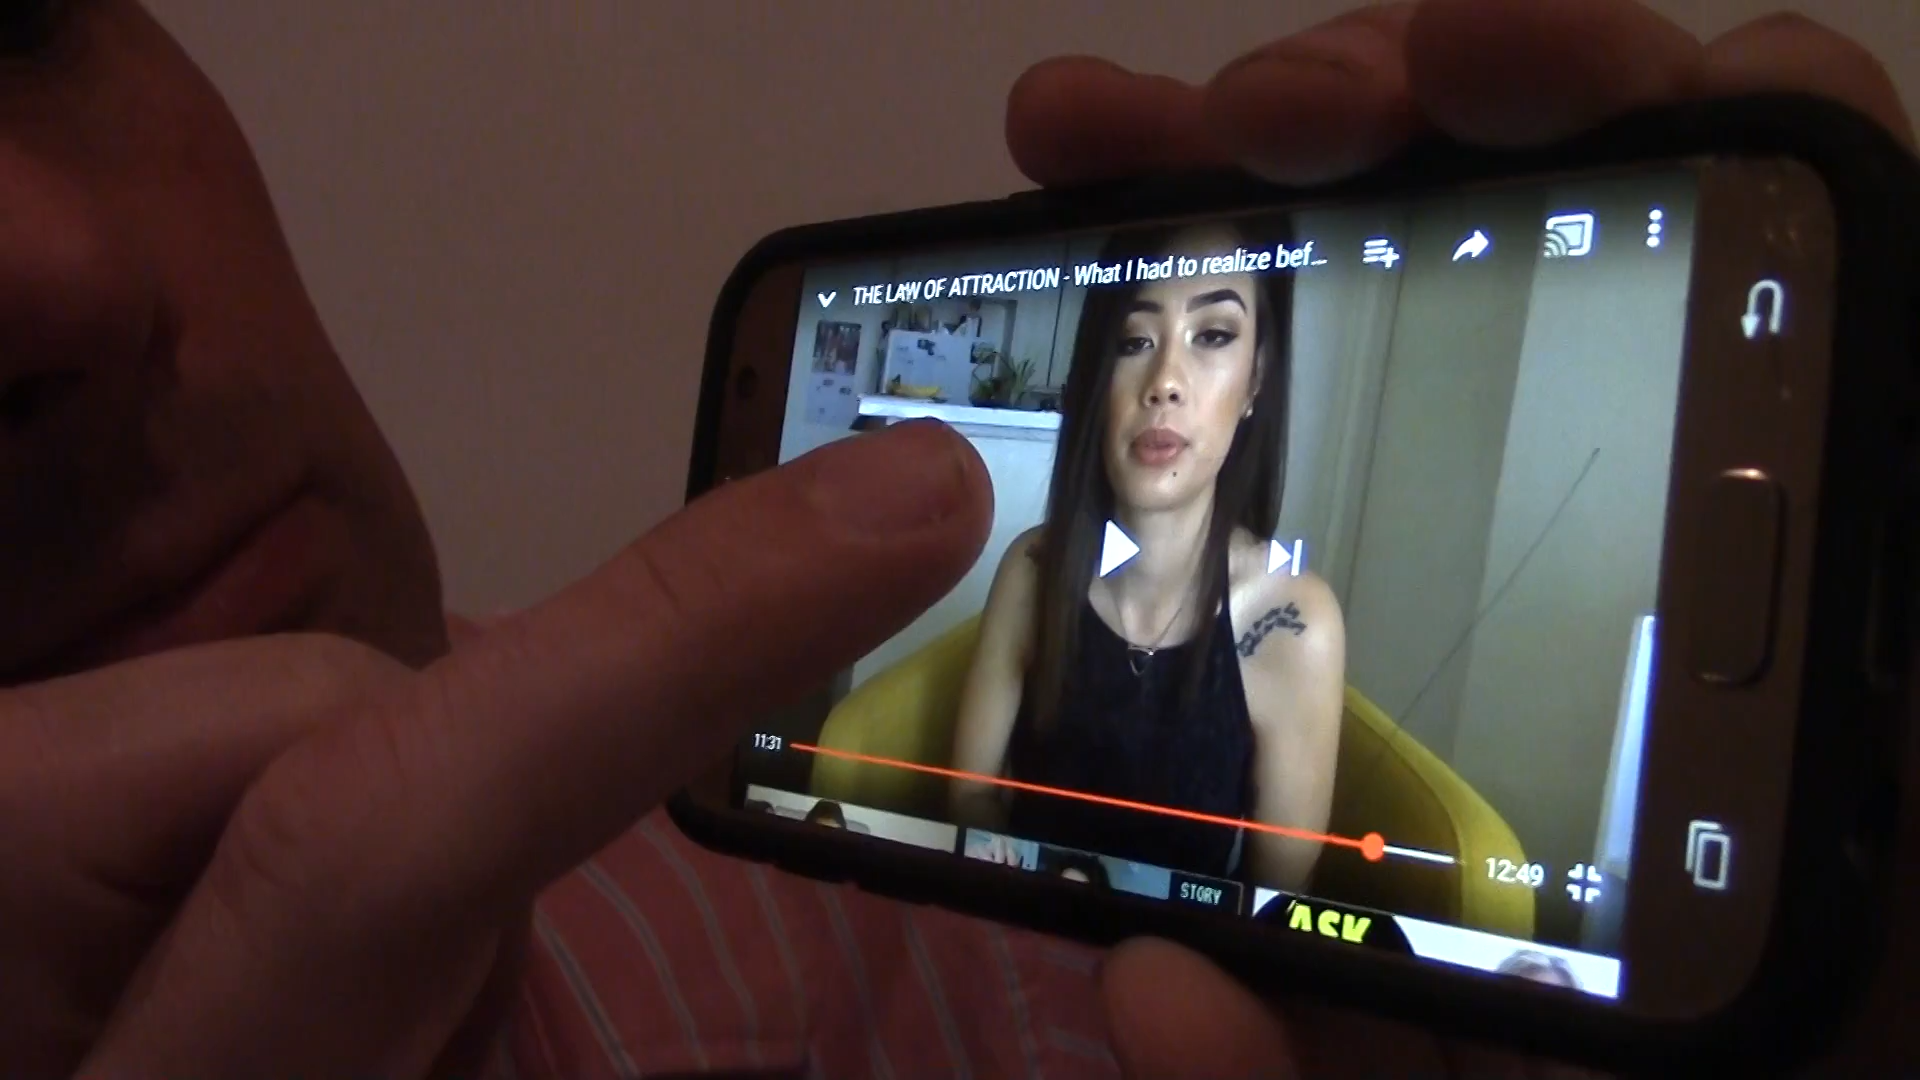 THE LAW OF ATTRACTION - What I had to realize bef...
11:31
12:49
STORY
ASK